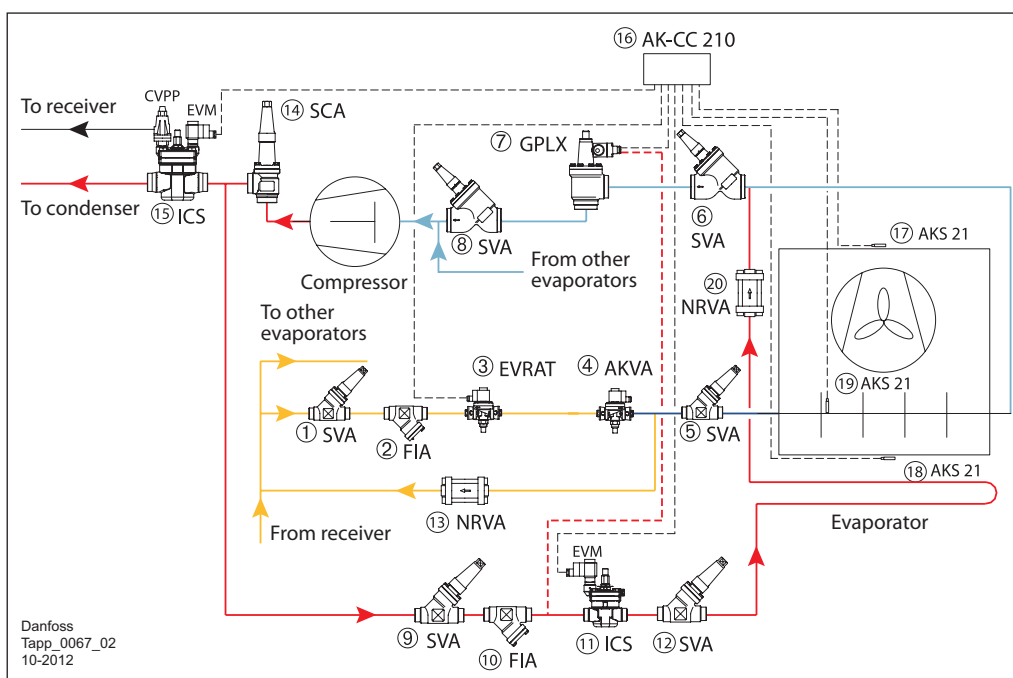 ⑯ AK-CC 210
To receiver
CVPP
EVM
⑭ SCA
⑦ GPLX
To condenser
⑮ ICS
⑥
SVA
⑧ SVA
Compressor
From other
evaporators
⑰ AKS 21
⑳
NRVA
To other
evaporators
③ EVRAT
④ AKVA
⑲ AKS 21
① SVA
② FIA
⑤ SVA
⑱ AKS 21
⑬ NRVA
From receiver
Evaporator
EVM
⑨ SVA
⑩ FIA
⑪ ICS
⑫ SVA
Danfoss
Tapp_0067_02
10-2012